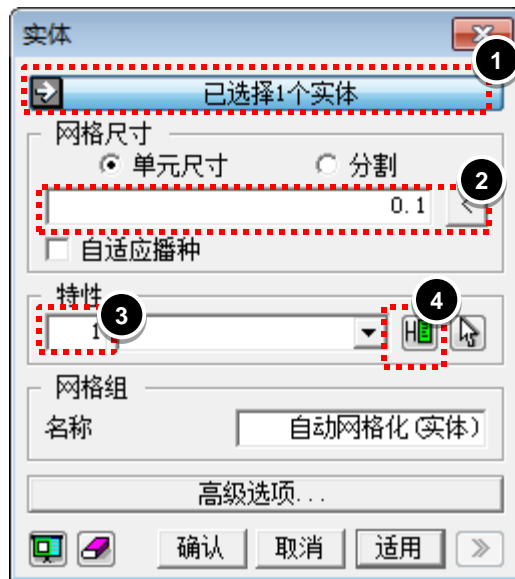 实体
1
已选择1个实体
网格尺寸
单元尺寸 分割
2
0.1 <
自适应播种
特性
1 3 4
网格组
名称 自动网格化(实体)
高级选项...
确认 取消 适用 >>